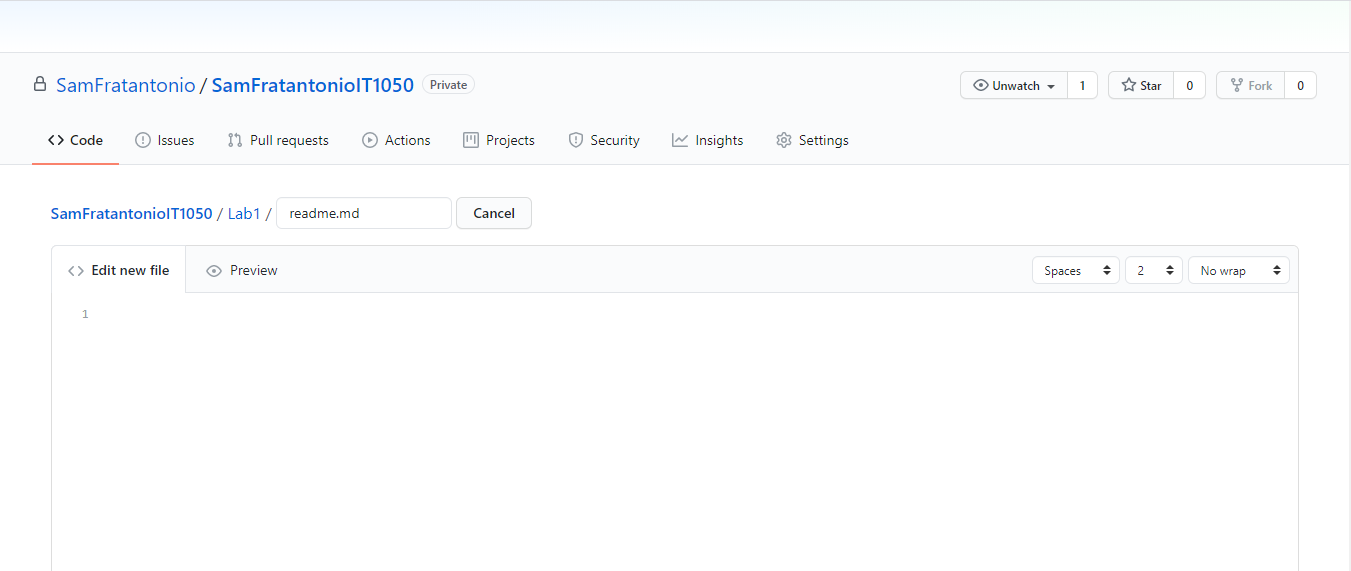 SamFratantonio / SamFratantonioIT1050 Private Unwatch 1 Star 0 Fork 0
Code Issues Pull requests Actions Projects Security Insights Settings
SamFratantonioIT1050 / Lab1 / readme.md Cancel
Edit new file Preview Spaces 2 No wrap
1